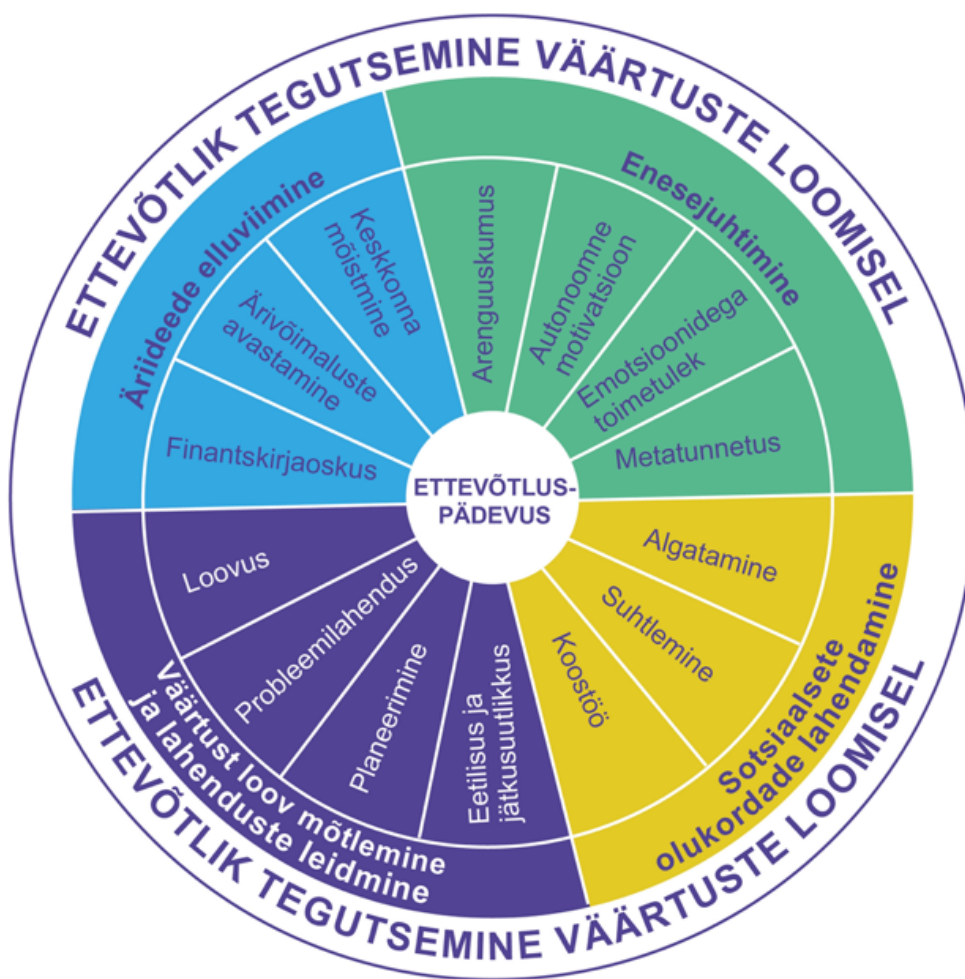 ETTEVÕTLIK TEGUTSEMINE VÄÄRTUSTE LOOMISEL
Äriideede elluviimine
Keskkonna
mõistmine
Ärivõimaluste
avastamine
Finantskirjaoskus
Enesejuhtimine
Arenguuskumus
Autonoomne
motivatsioon
Emotsioonidega
toimetulek
Metatunnetus
ETTEVÕTLUS-
PÄDEVUS
Algatamine
Suhtlemine
Koostöö
Sotsiaalsete
olukordade lahendamine
Loovus
Probleemilahendus
Planeerimine
Eetilisus ja
jätkusuutlikkus
Väärtust loov mõtlemine
ja lahenduste leidmine
ETTEVÕTLIK TEGUTSEMINE VÄÄRTUSTE LOOMISEL